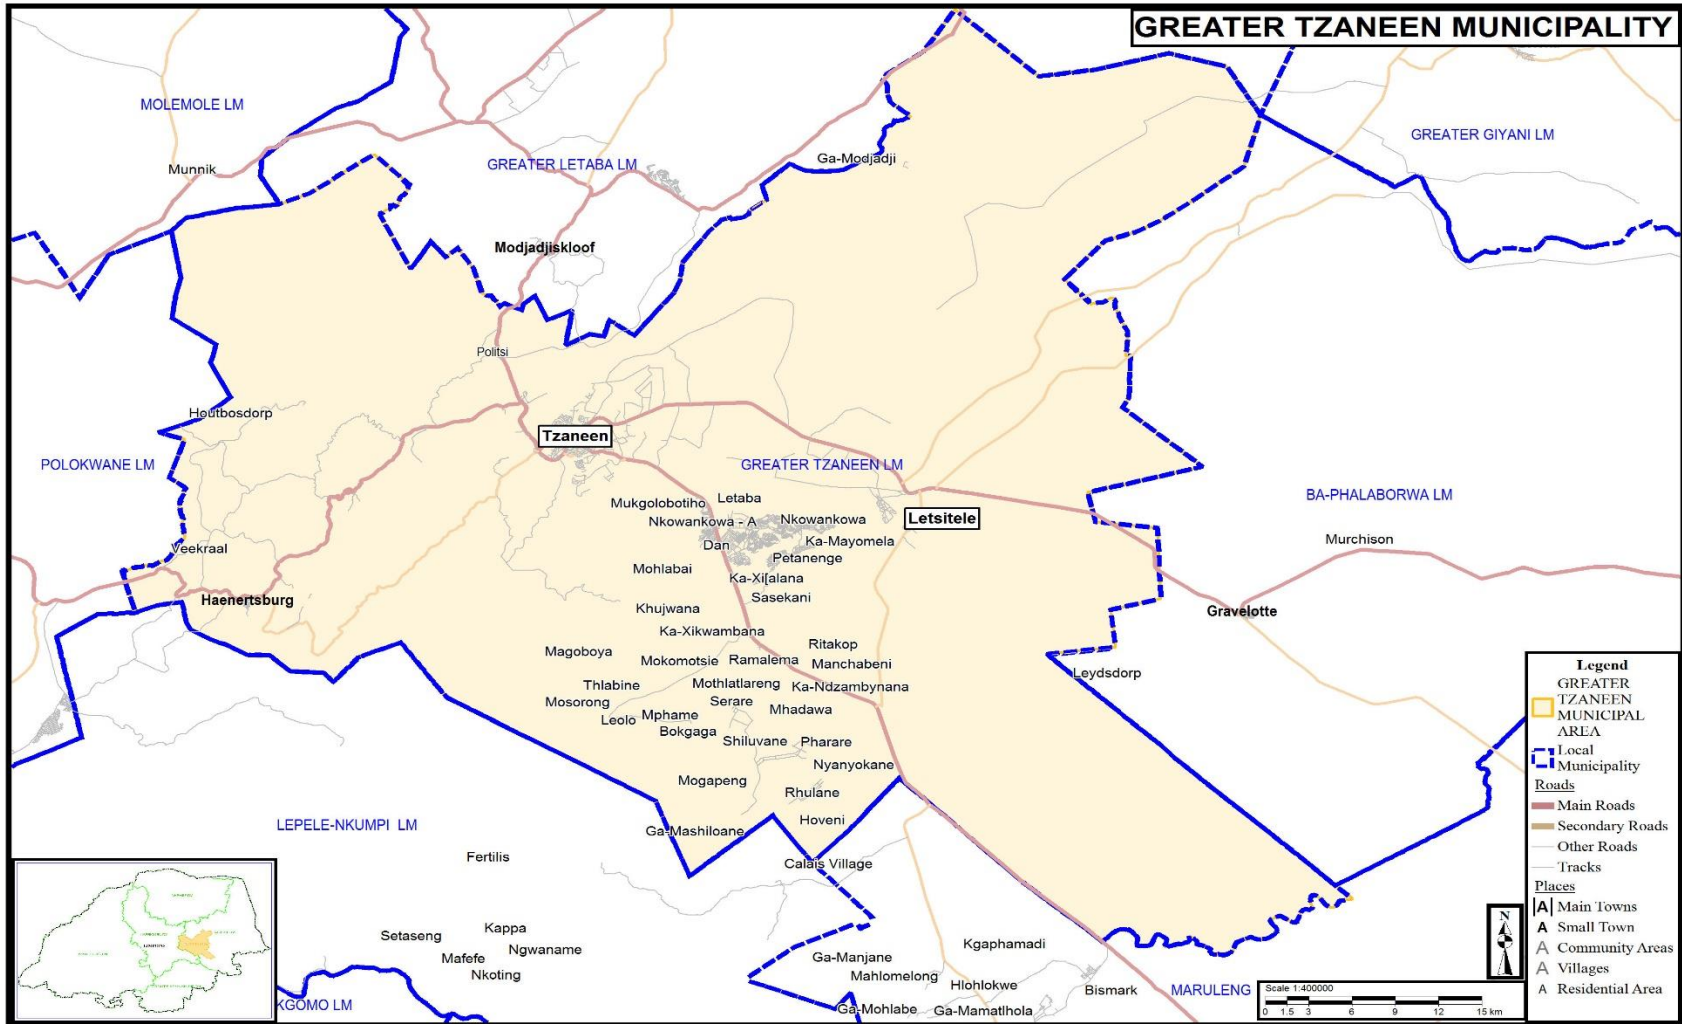 GREATER TZANEEN MUNICIPALITY
MOLEMOLE LM
GREATER GIYANI LM
Munnik
GREATER LETABA LM
Ga-Modjadji
Modjadjiskloof
Politsi
Houtbosdorp
Tzaneen
POLOKWANE LM
GREATER TZANEEN LM
BA-PHALABORWA LM
Mukgolobotiho
Letaba
Nkowankowa - A
Nkowankowa
Letsitele
Dan
Ka-Mayomela
Murchison
Veekraal
Petanenge
Mohlabai
Ka-Xi[alana
Sasekani
Haenertsburg
Khujwana
Gravelotte
Ka-Xikwambana
Ritakop
Magoboya
Mokomotsie
Ramalema
Manchabeni
Leydsdorp
Thlabine
Mothlatlareng
Ka-Ndzambynana
Mosorong
Serare
Leolo
Mphame
Mhadawa
Bokgaga
Shiluvane
Pharare
Nyanyokane
Mogapeng
Rhulane
Hoveni
LEPELE-NKUMPI LM
Ga-Mashiloane
Fertilis
Calais Village
Kappa
Setaseng
Ngwaname
Mafefe
Nkoting
Kgaphamadi
Ga-Manjane
Mahlomelong
Hlohlokwe
Bismark
MARULENG
KGOMO LM
Ga-Mohlabe
Ga-Mamatlhola
Legend
GREATER
TZANEEN
MUNICIPAL
AREA
Local
Municipality
Roads
Main Roads
Secondary Roads
Other Roads
Tracks
Places
A Main Towns
A Small Town
A Community Areas
A Villages
A Residential Area
N
Scale 1:400000
0 1.5 3 6 9 12 15 km